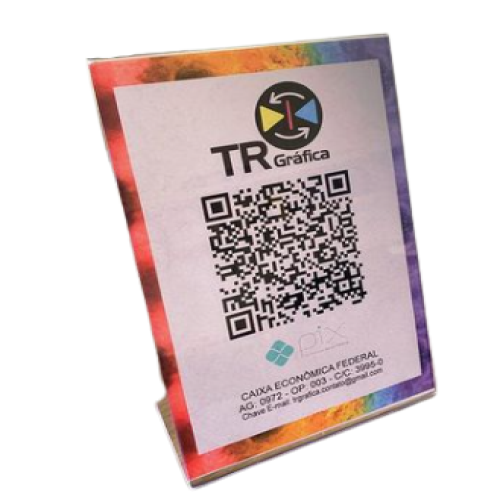 TR
Gráfica
pix
CAIXA ECONÔMICA FEDERAL
AG: 0972 - OP 003 - C/C: 3995-0
Chave E-mail: trgrafica.contato@gmail.com